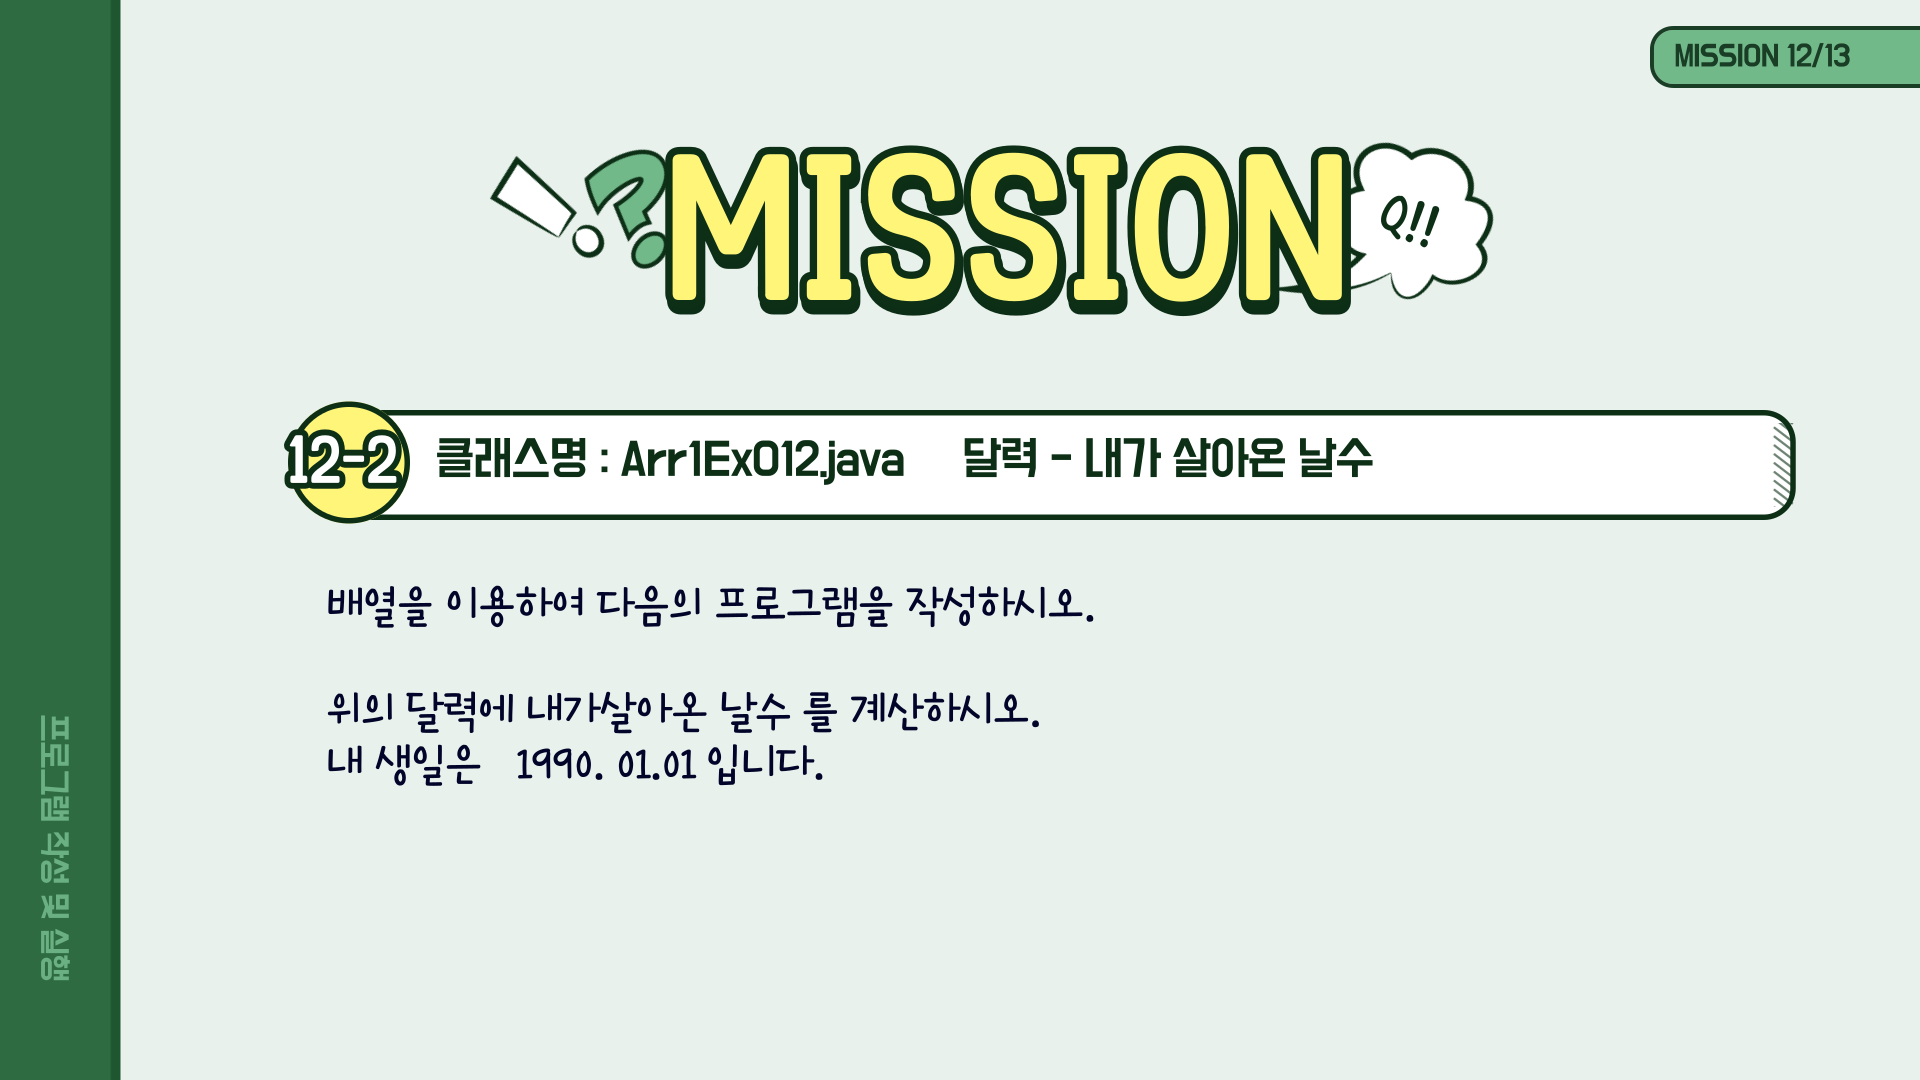 MISSION 12/13
MISSION
Q!!
12-2 클래스명 : Arr1Ex012.java 달력 - 내가 살아온 날수
배열을 이용하여 다음의 프로그램을 작성하시오.
위의 달력에 내가살아온 날수 를 계산하시오.
내 생일은 1990. 01.01 입니다.
프로그램 작성 및 실행